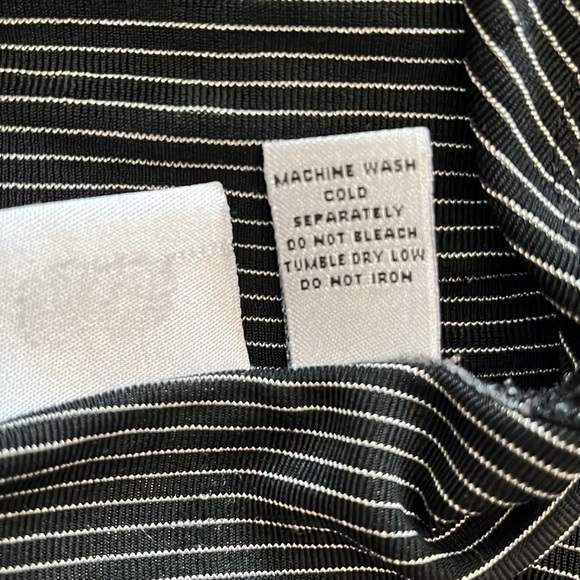 MACHINE WASH
COLD
SEPARATELY
DO NOT BLEACH
TUMBLE DRY LOW
DO NOT IRON